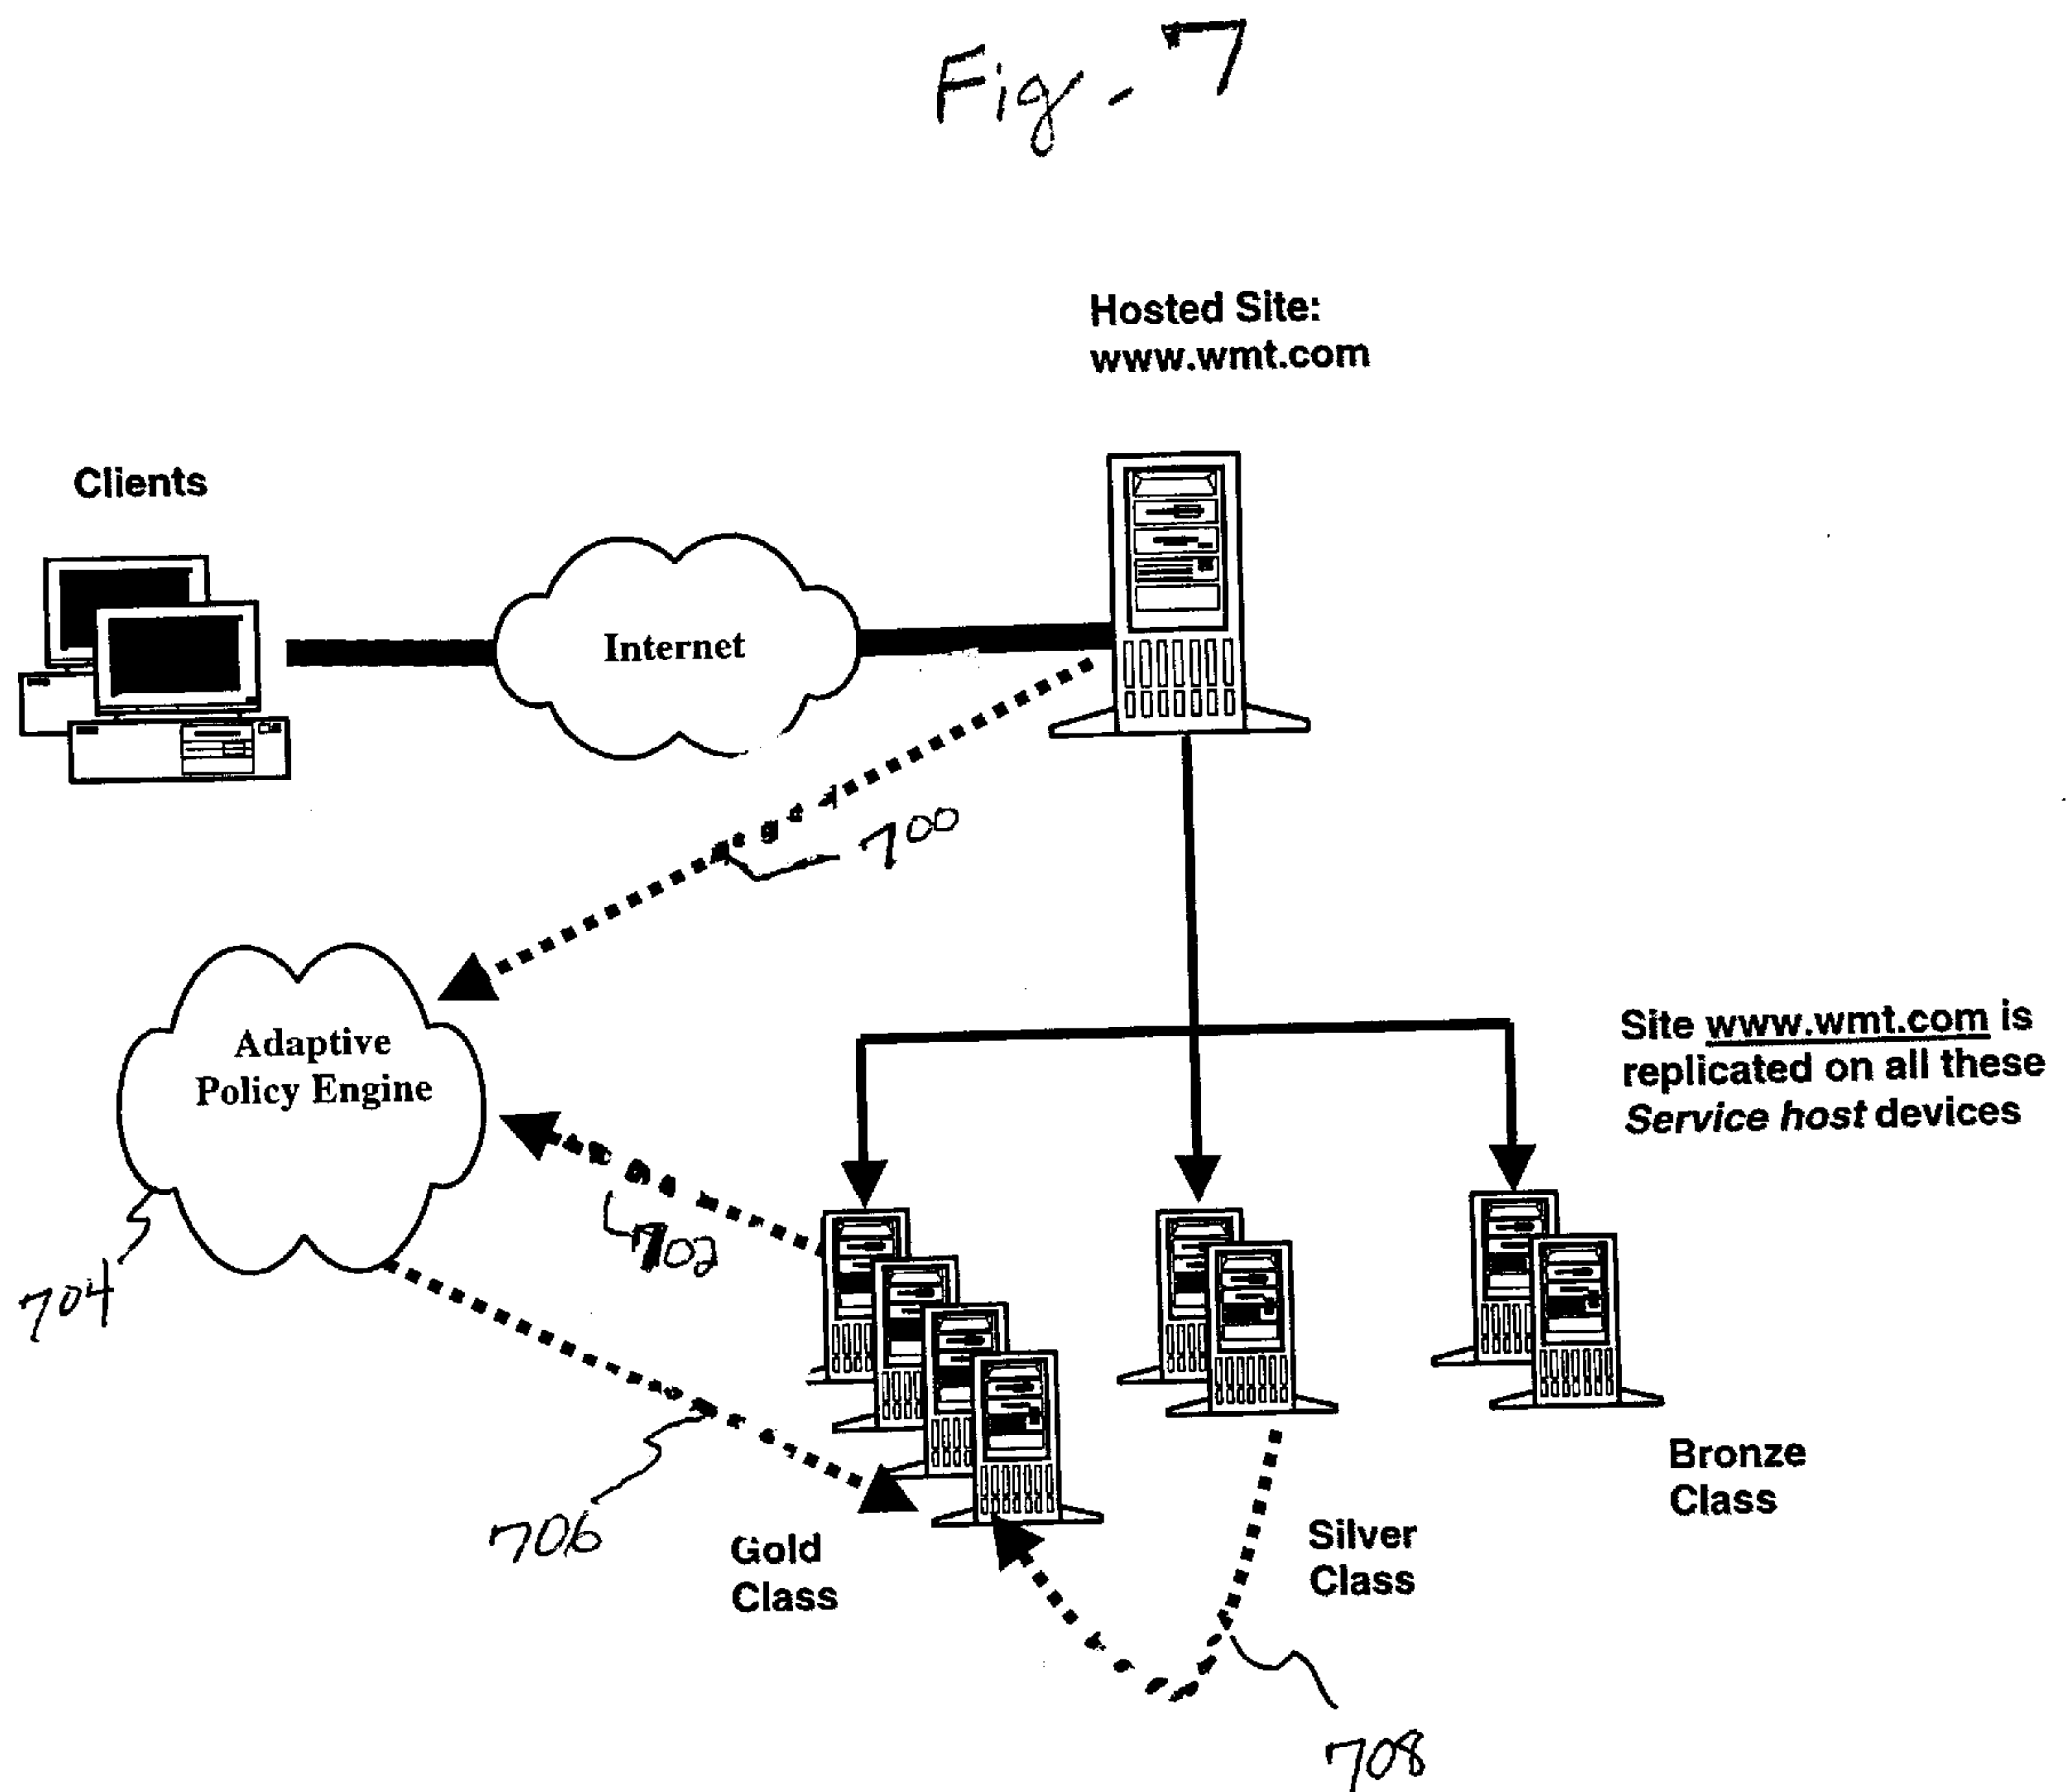 Fig-7
Hosted Site:
www.wmt.com
Clients
Internet
700
Adaptive
Policy Engine
Site www.wmt.com is
replicated on all these
Service host devices
702
704
706
Gold
Class
Silver
Class
Bronze
Class
708